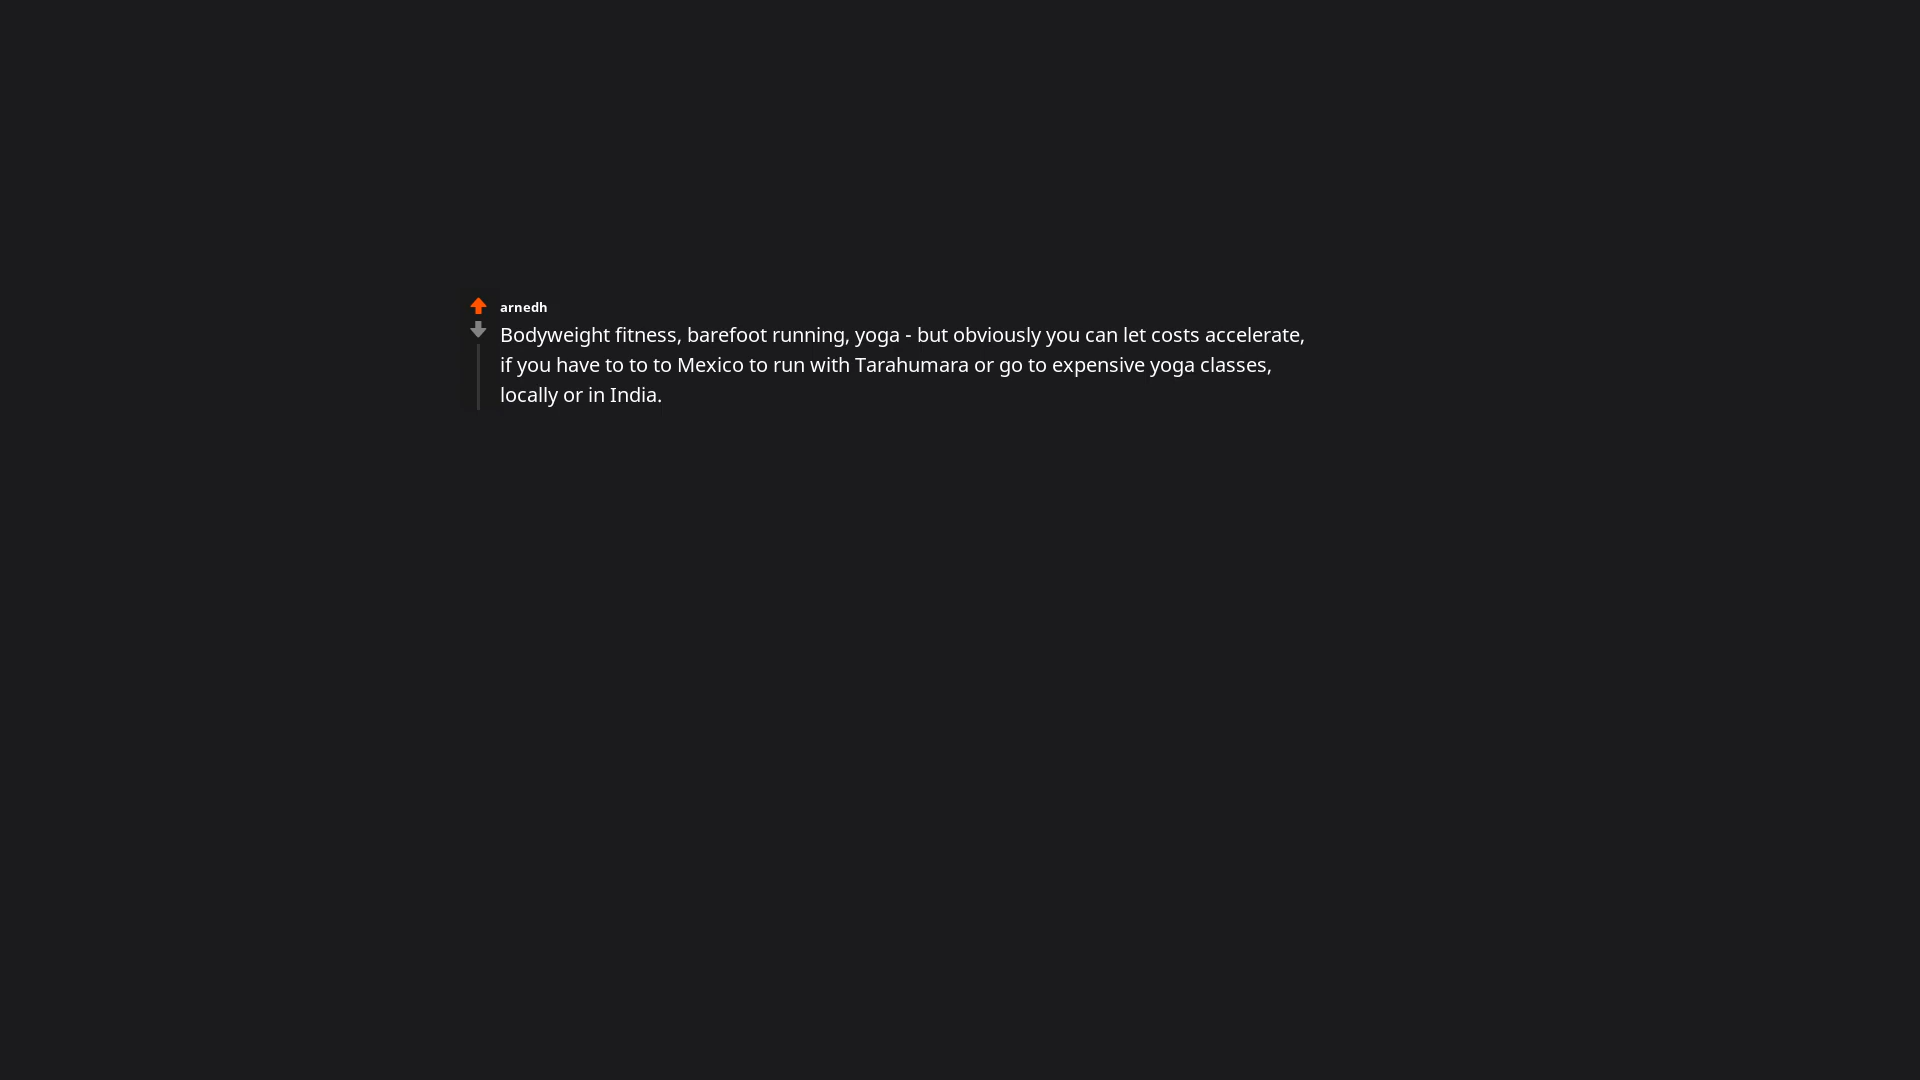 arnedh
Bodyweight fitness, barefoot running, yoga - but obviously you can let costs accelerate,
if you have to to to Mexico to run with Tarahumara or go to expensive yoga classes,
locally or in India.